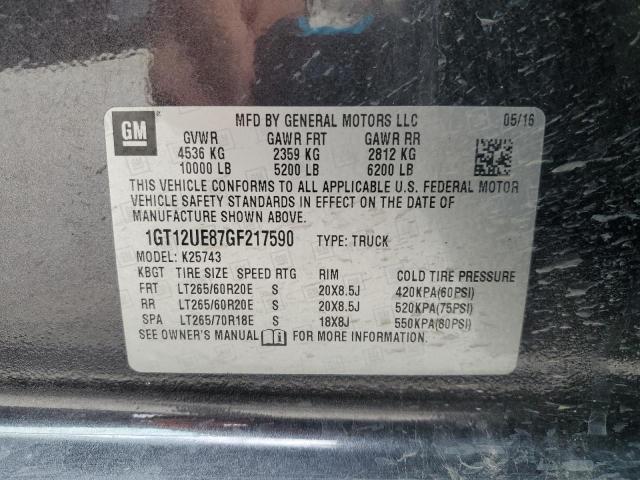 GM
MFD BY GENERAL MOTORS LLC 05/16
GVWR GAWR FRT GAWR RR
4536 KG 2359 KG 2812 KG
10000 LB 5200 LB 6200 LB
THIS VEHICLE CONFORMS TO ALL APPLICABLE U.S. FEDERAL MOTOR
VEHICLE SAFETY STANDARDS IN EFFECT ON THE DATE OF
MANUFACTURE SHOWN ABOVE.
1GT12UE87GF217590 TYPE: TRUCK
MODEL: K25743
KBGT TIRE SIZE SPEED RTG RIM COLD TIRE PRESSURE
FRT LT265/60R20E S 20X8.5J 420KPA(60PSI)
RR LT265/60R20E S 20X8.5J 520KPA(75PSI)
SPA LT265/70R18E S 18X8J 550KPA(80PSI)
SEE OWNER'S MANUAL FOR MORE INFORMATION.